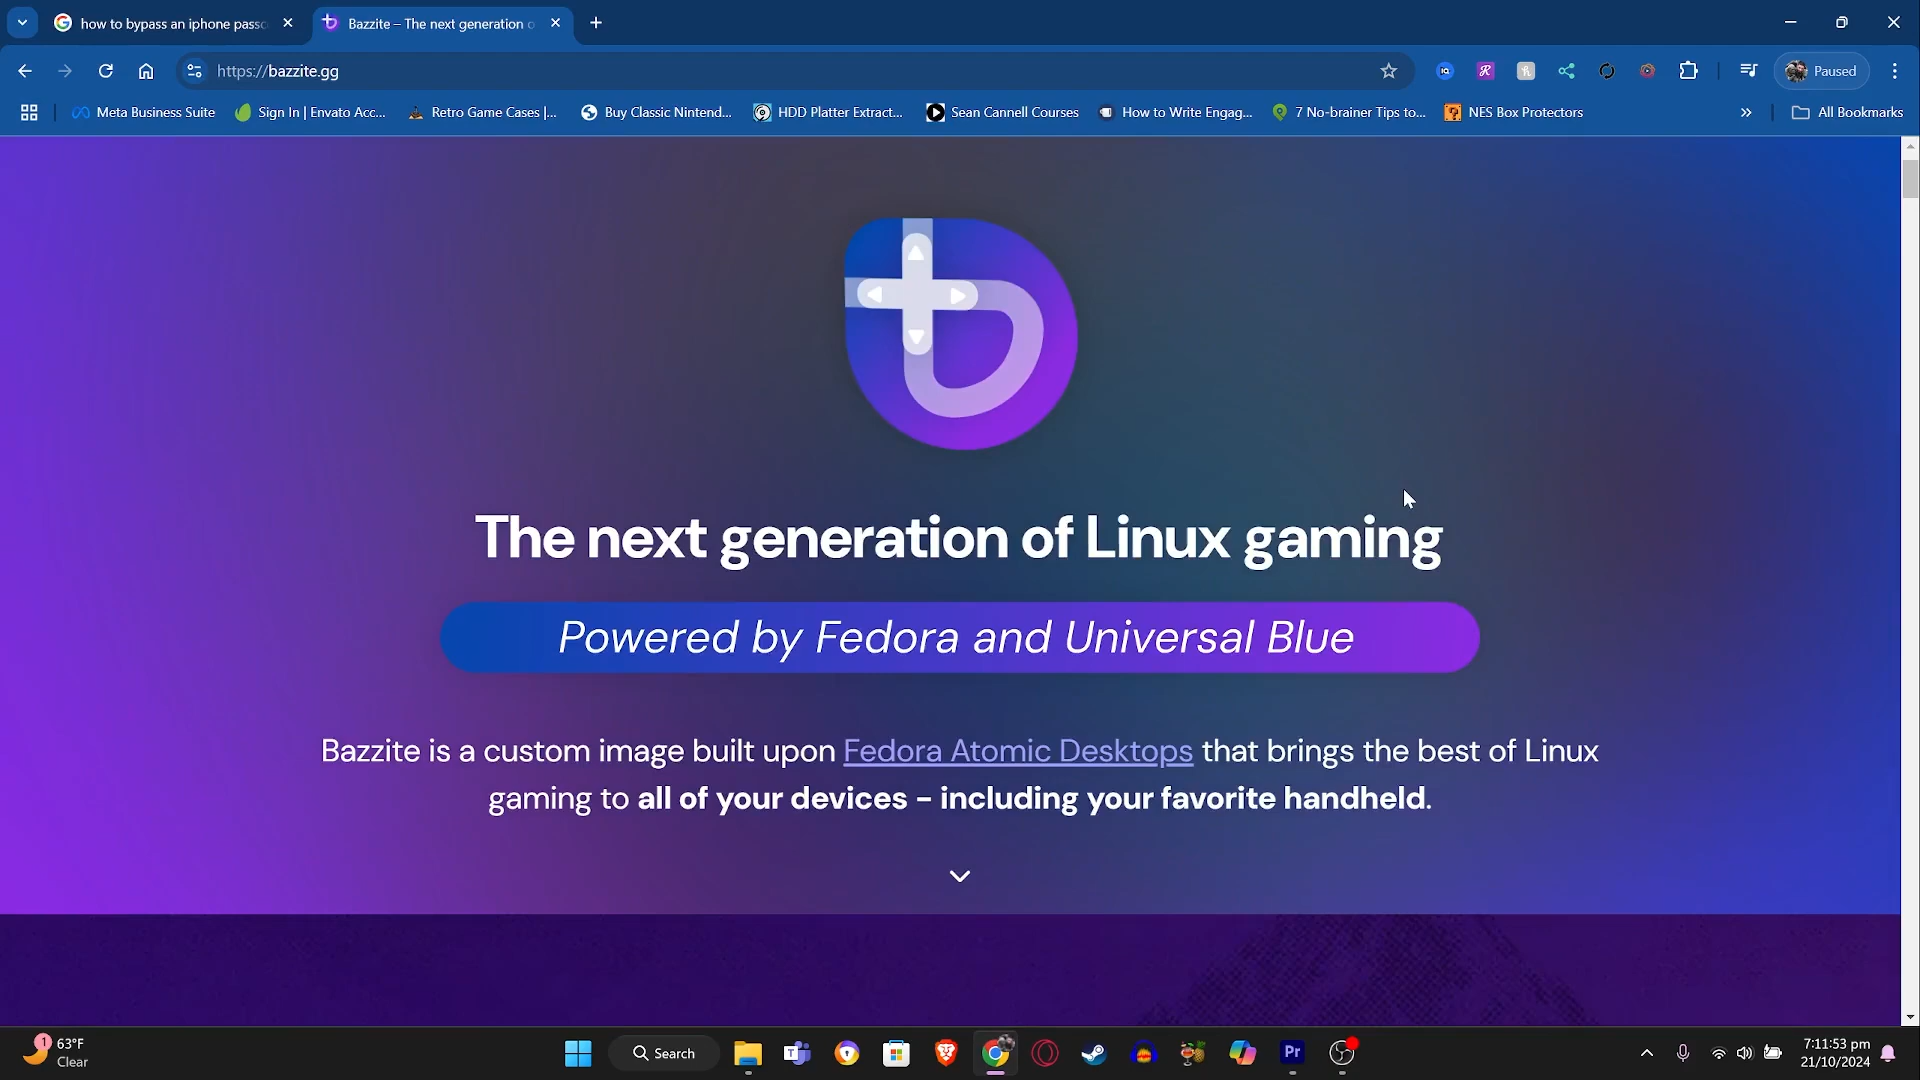 how to bypass an iphone passc
Bazzite – The next generation o
https://bazzite.gg
Paused
Meta Business Suite
Sign In | Envato Acc...
Retro Game Cases |...
Buy Classic Nintend...
HDD Platter Extract...
Sean Cannell Courses
How to Write Engag...
7 No-brainer Tips to...
NES Box Protectors
All Bookmarks
The next generation of Linux gaming
Powered by Fedora and Universal Blue
Bazzite is a custom image built upon Fedora Atomic Desktops that brings the best of Linux
gaming to all of your devices – including your favorite handheld.
1
63°F
Clear
Search
Pr
7:11:53 pm
21/10/2024